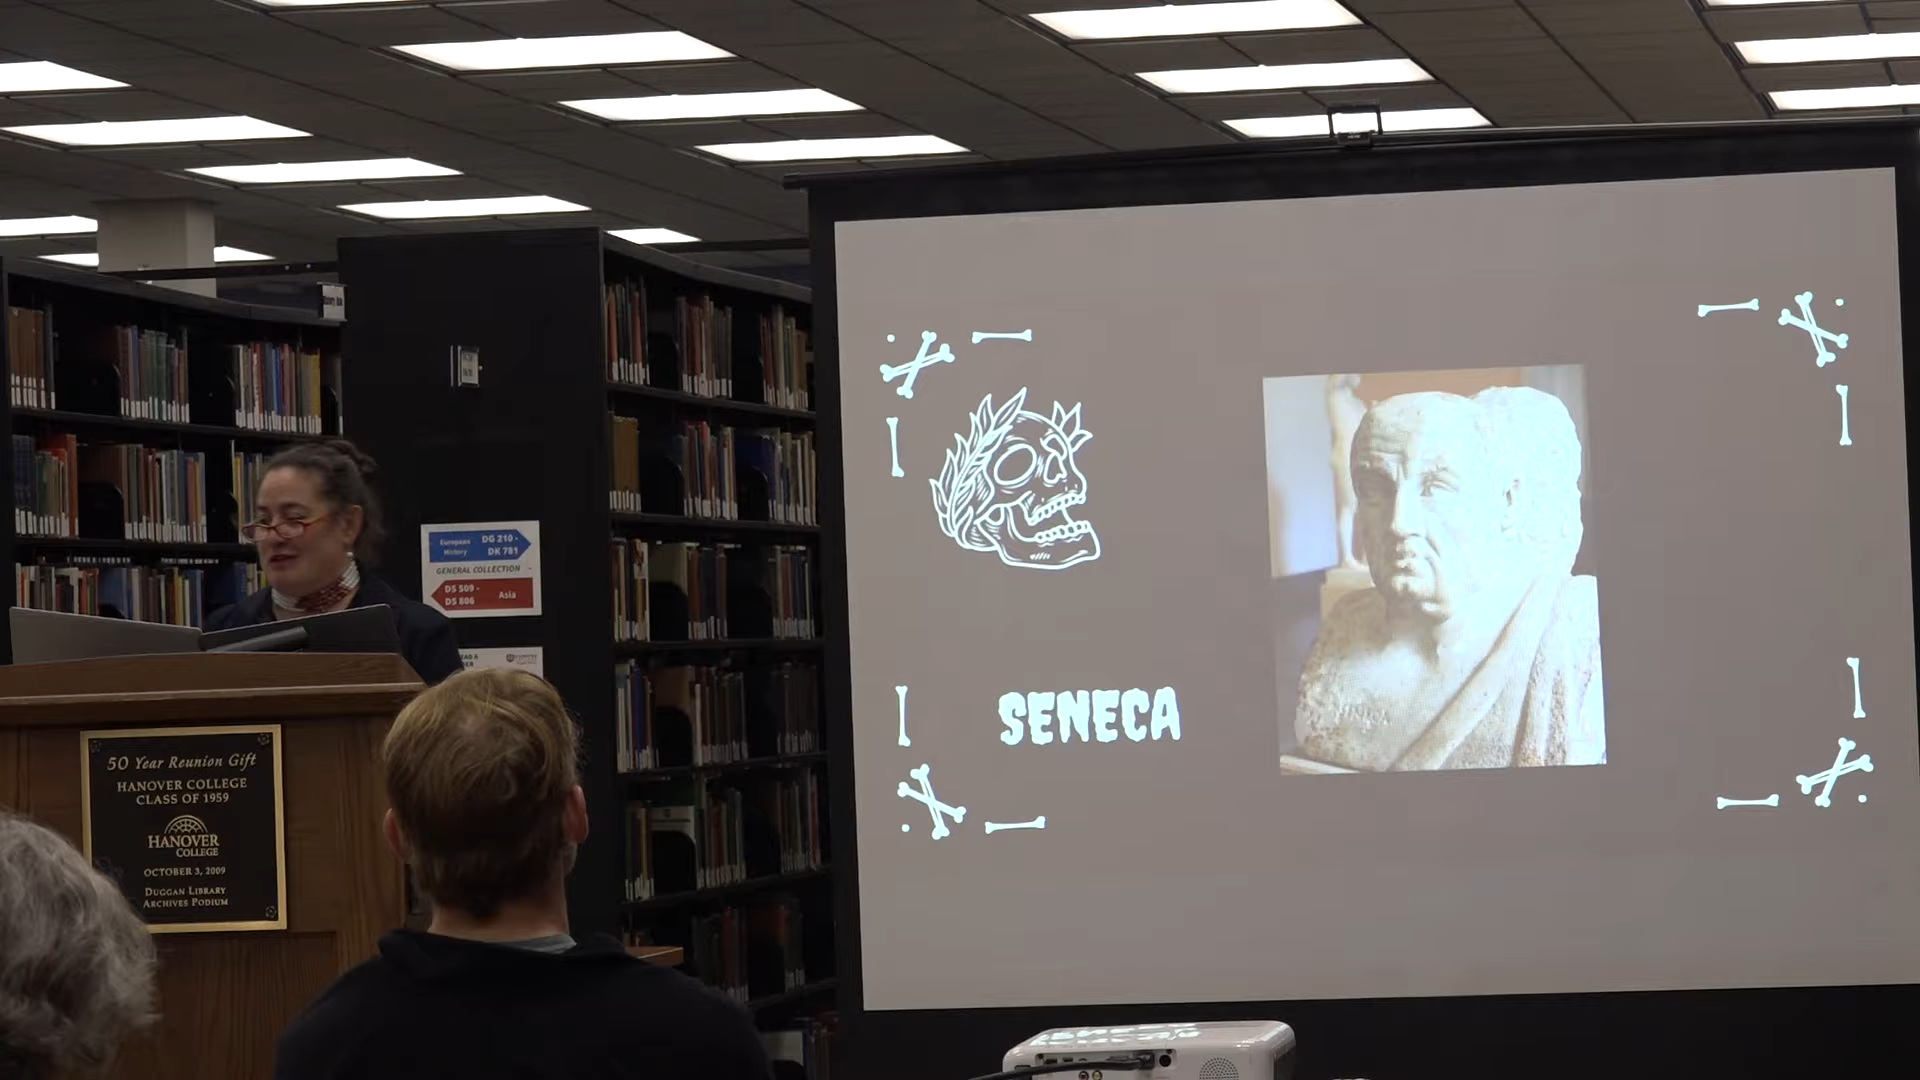 European
History
DG 210 -
DK 781
GENERAL COLLECTION
DS 509 -
DS 806
Asia
SENECA
50 Year Reunion Gift
HANOVER COLLEGE
CLASS OF 1959
HANOVER
COLLEGE
OCTOBER 3, 2009
DUGGAN LIBRARY
ARCHIVES PODIUM